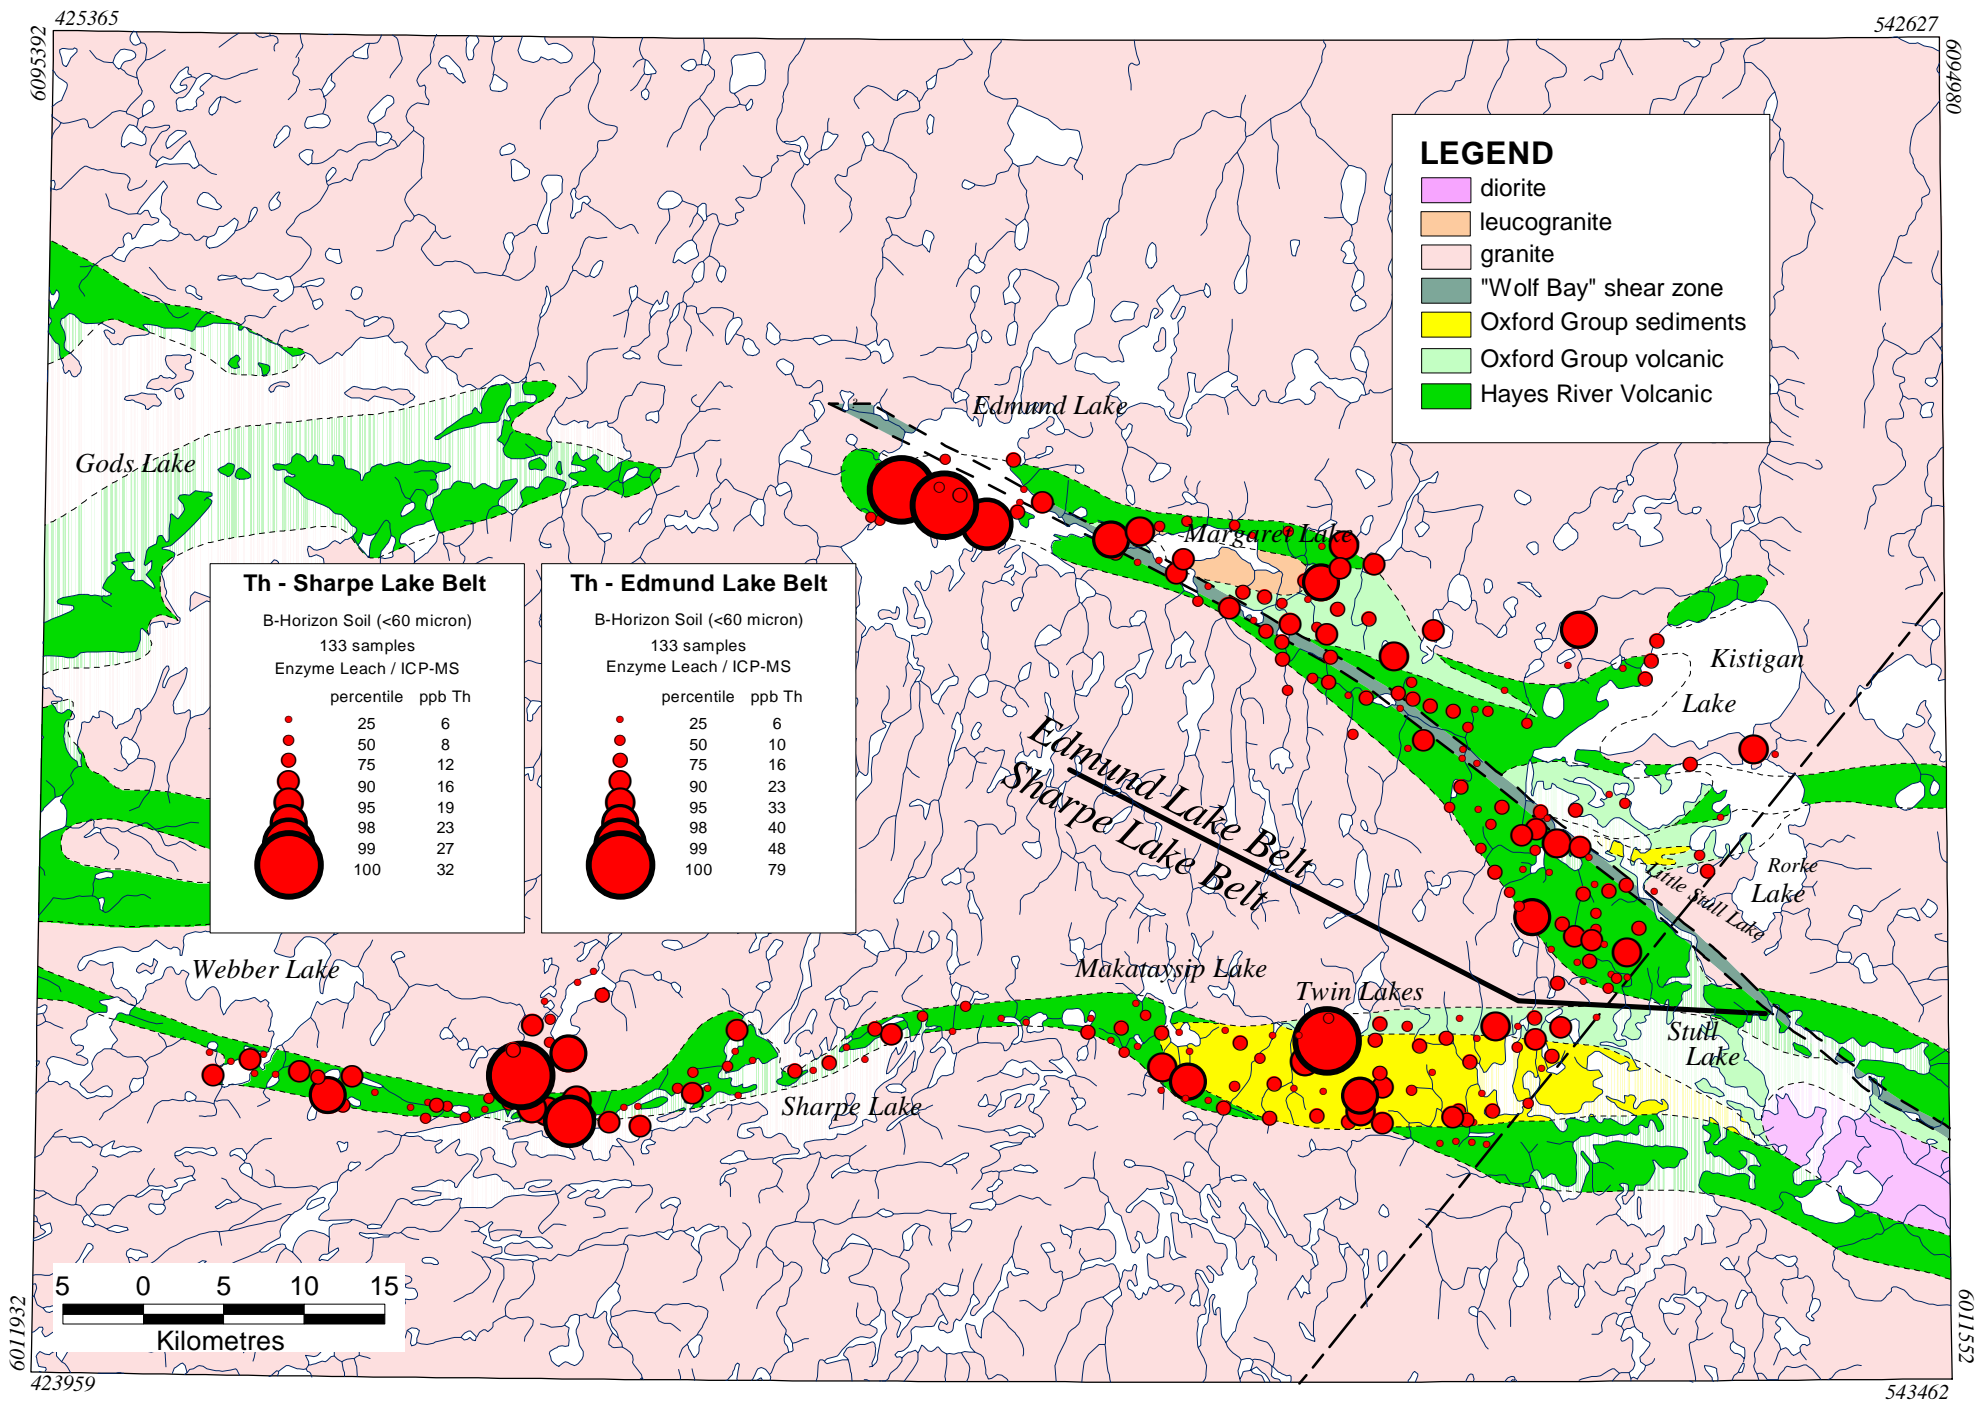 425365
542627
6095392
6094980
LEGEND
diorite
leucogranite
granite
"Wolf Bay" shear zone
Oxford Group sediments
Oxford Group volcanic
Hayes River Volcanic
Edmund Lake
Gods Lake
Margaret Lake
Th - Sharpe Lake Belt
B-Horizon Soil (<60 micron)
133 samples
Enzyme Leach / ICP-MS
percentile ppb Th
25 6
50 8
75 12
90 16
95 19
98 23
99 27
100 32
Th - Edmund Lake Belt
B-Horizon Soil (<60 micron)
133 samples
Enzyme Leach / ICP-MS
percentile ppb Th
25 6
50 10
75 16
90 23
95 33
98 40
99 48
100 79
Kistigan
Lake
Edmund Lake Belt
Sharpe Lake Belt
Rorke
Lake
Little Stull Lake
Webber Lake
Makataysip Lake
Twin Lakes
Stull
Lake
Sharpe Lake
5 0 5 10 15
Kilometres
6011932
6011552
423959
543462